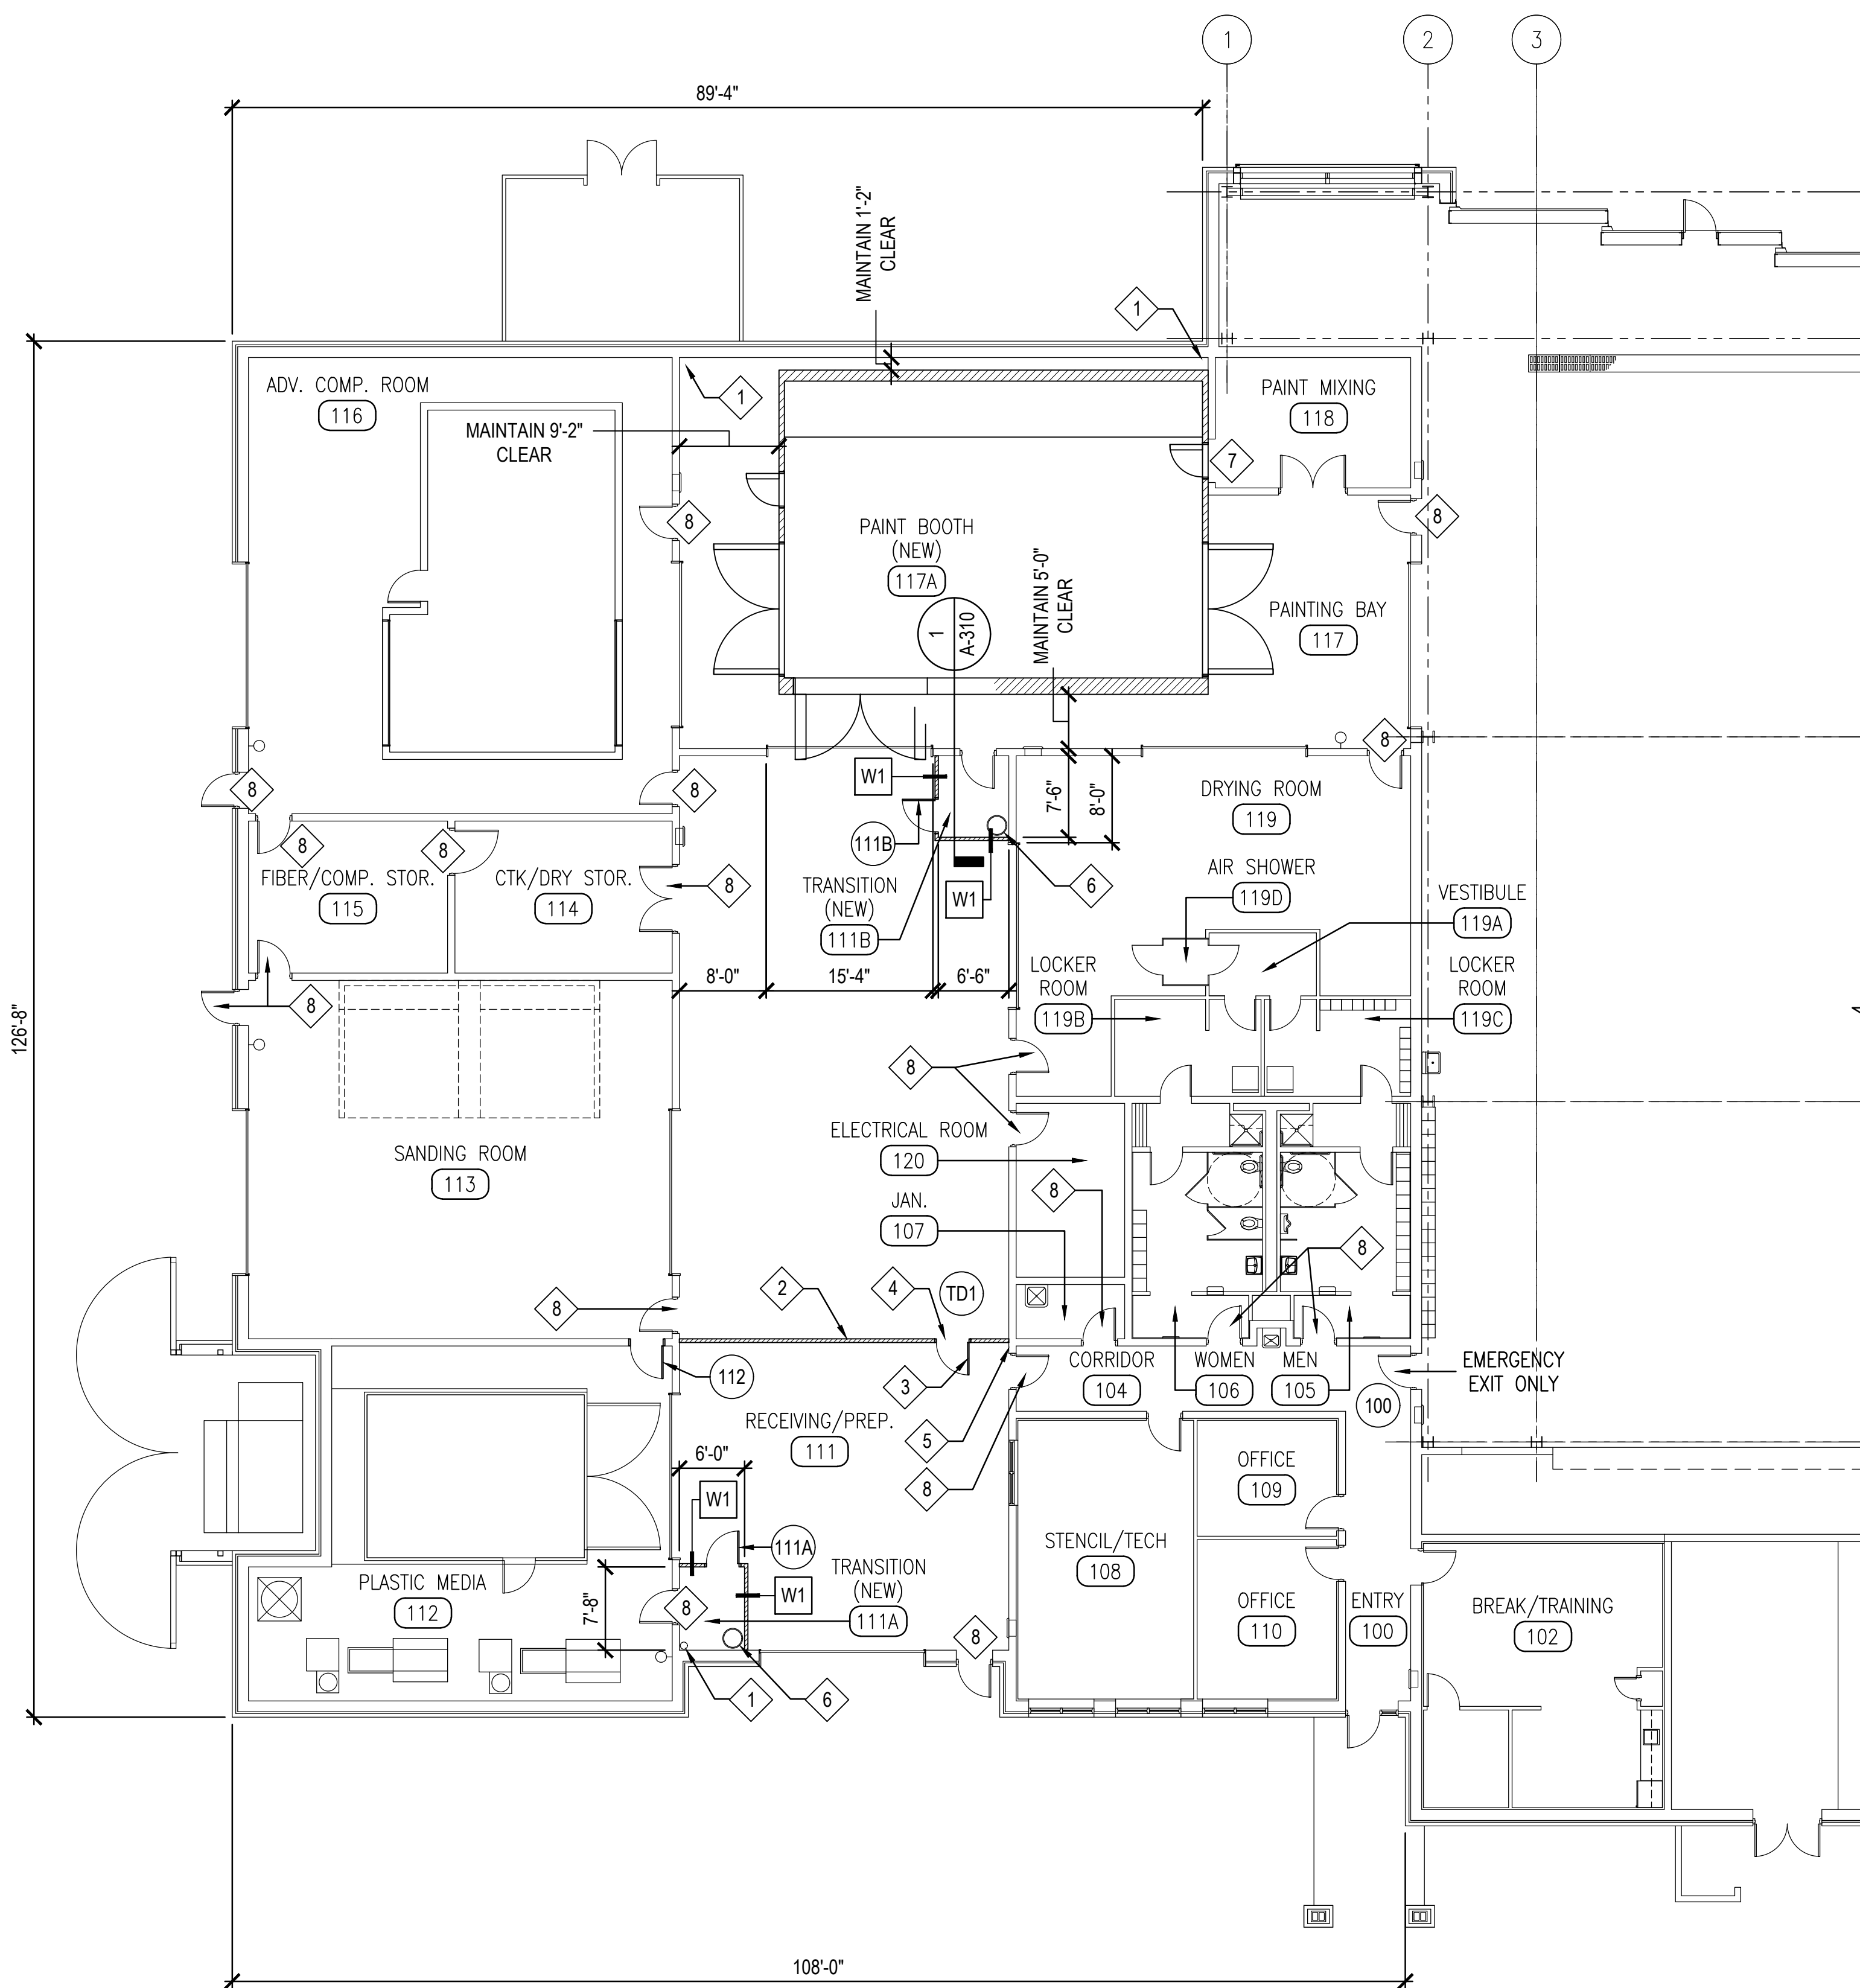 1
2
3
89'-4"
MAINTAIN 1'-2"
CLEAR
1
1
ADV. COMP. ROOM
116
MAINTAIN 9'-2"
CLEAR
PAINT MIXING
118
7
8
8
PAINT BOOTH
(NEW)
117A
MAINTAIN 5'-0"
CLEAR
1
A-310
PAINTING BAY
117
8
8
8
W1
7'-6"
8'-0"
DRYING ROOM
119
8
8
111B
FIBER/COMP. STOR.
115
CTK/DRY STOR.
114
8
TRANSITION
(NEW)
111B
W1
6
AIR SHOWER
119D
VESTIBULE
119A
8'-0"
15'-4"
6'-6"
LOCKER
ROOM
119B
LOCKER
ROOM
119C
8
126'-8"
4
8
SANDING ROOM
113
ELECTRICAL ROOM
120
8
JAN.
107
8
2
4
TD1
8
112
3
CORRIDOR
104
WOMEN
106
MEN
105
EMERGENCY
EXIT ONLY
100
RECEIVING/PREP.
111
5
6'-0"
8
OFFICE
109
W1
111A
STENCIL/TECH
108
PLASTIC MEDIA
112
7'-8"
8
W1
TRANSITION
(NEW)
111A
OFFICE
110
ENTRY
100
BREAK/TRAINING
102
8
1
6
108'-0"